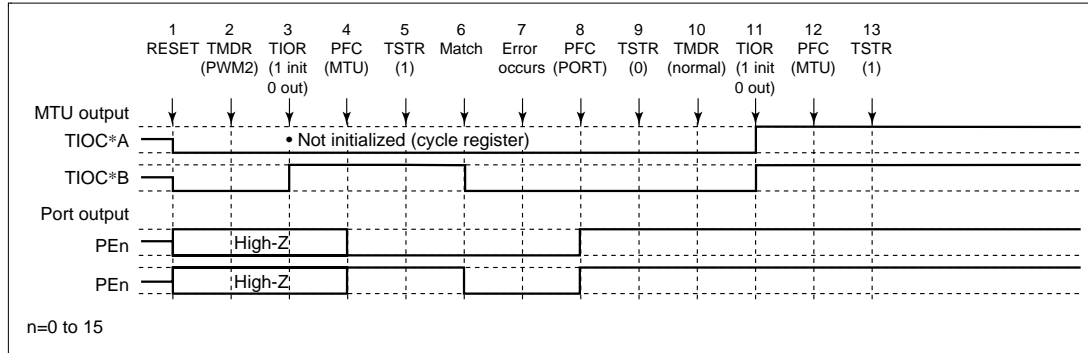 1 2 3 4 5 6 7 8 9 10 11 12 13
RESET TMDR TIOR PFC TSTR Match Error PFC TSTR TMDR TIOR PFC TSTR
(PWM2) (1 init (MTU) (1) occurs (PORT) (0) (normal) (1 init (MTU) (1)
0 out) 0 out)
MTU output
TIOC*A • Not initialized (cycle register)
TIOC*B
Port output
PEn High-Z
PEn High-Z
n=0 to 15